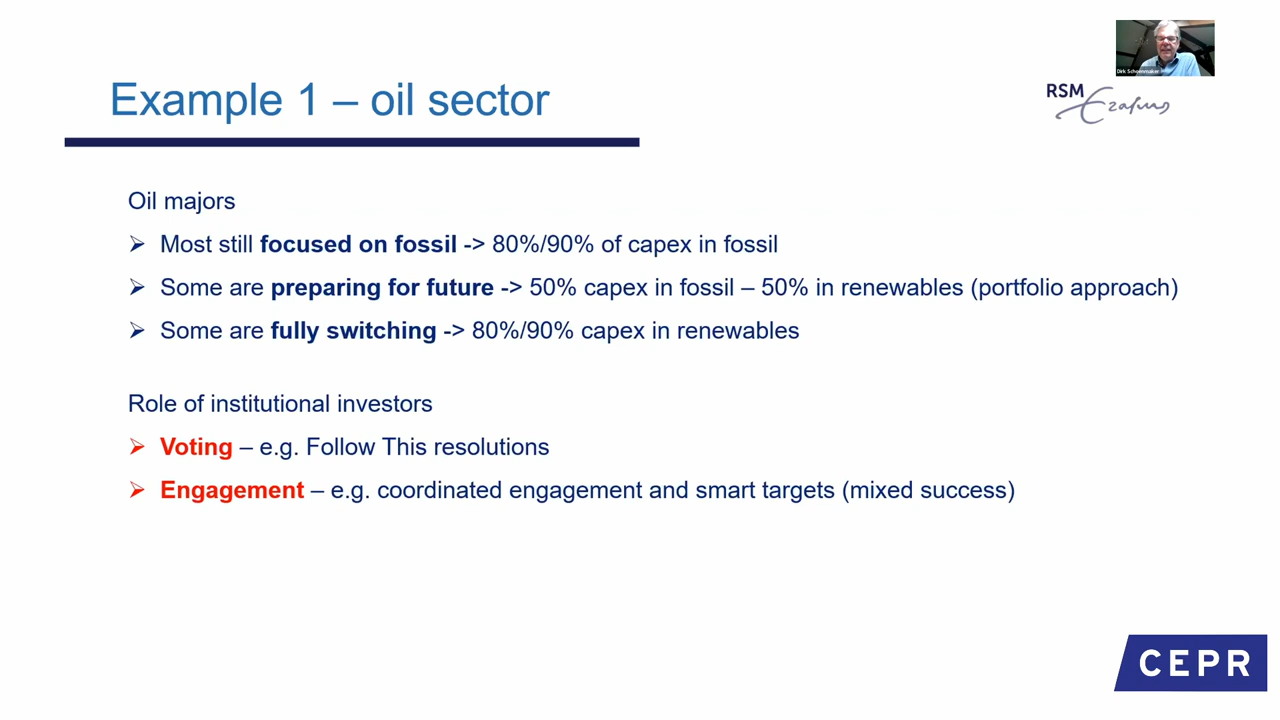 Dirk Schoenmaker
Example 1 – oil sector
RSM
Erasmus
Oil majors
➢ Most still focused on fossil -> 80%/90% of capex in fossil
➢ Some are preparing for future -> 50% capex in fossil – 50% in renewables (portfolio approach)
➢ Some are fully switching -> 80%/90% capex in renewables
Role of institutional investors
➢ Voting – e.g. Follow This resolutions
➢ Engagement – e.g. coordinated engagement and smart targets (mixed success)
CEPR